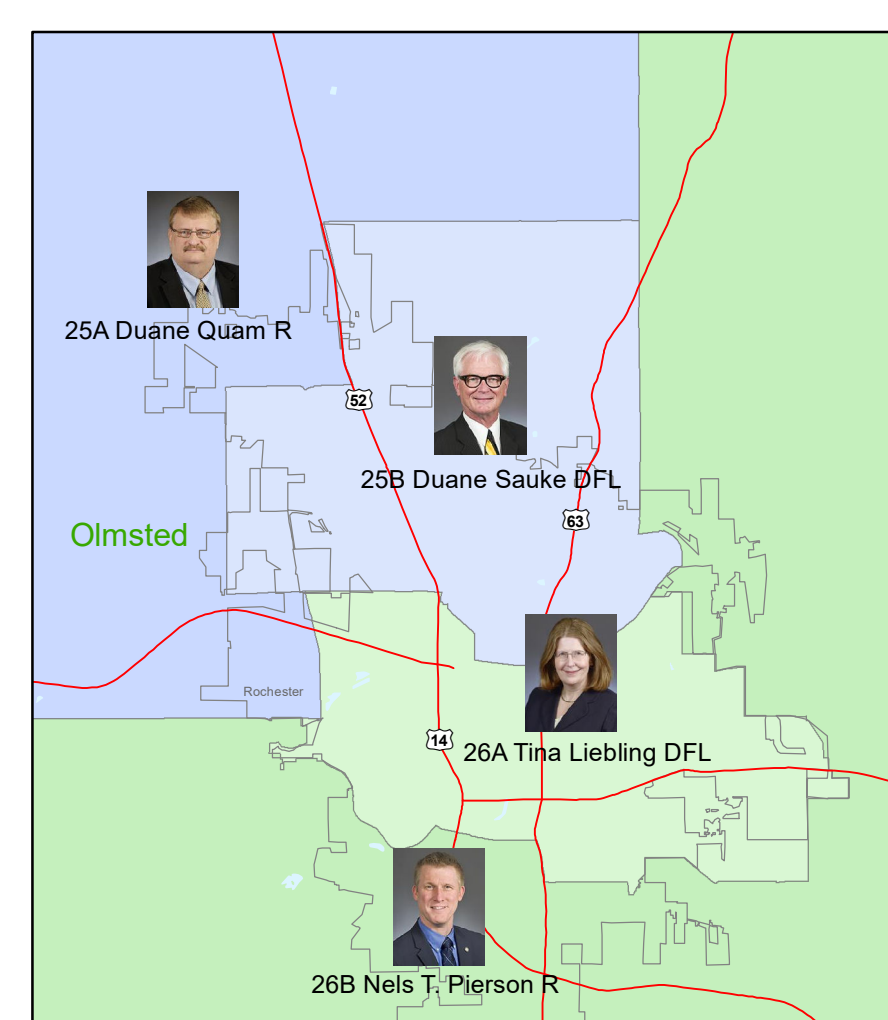 25A Duane Quam R
52
25B Duane Sauke DFL
63
Olmsted
Rochester
14
26A Tina Liebling DFL
26B Nels T. Pierson R